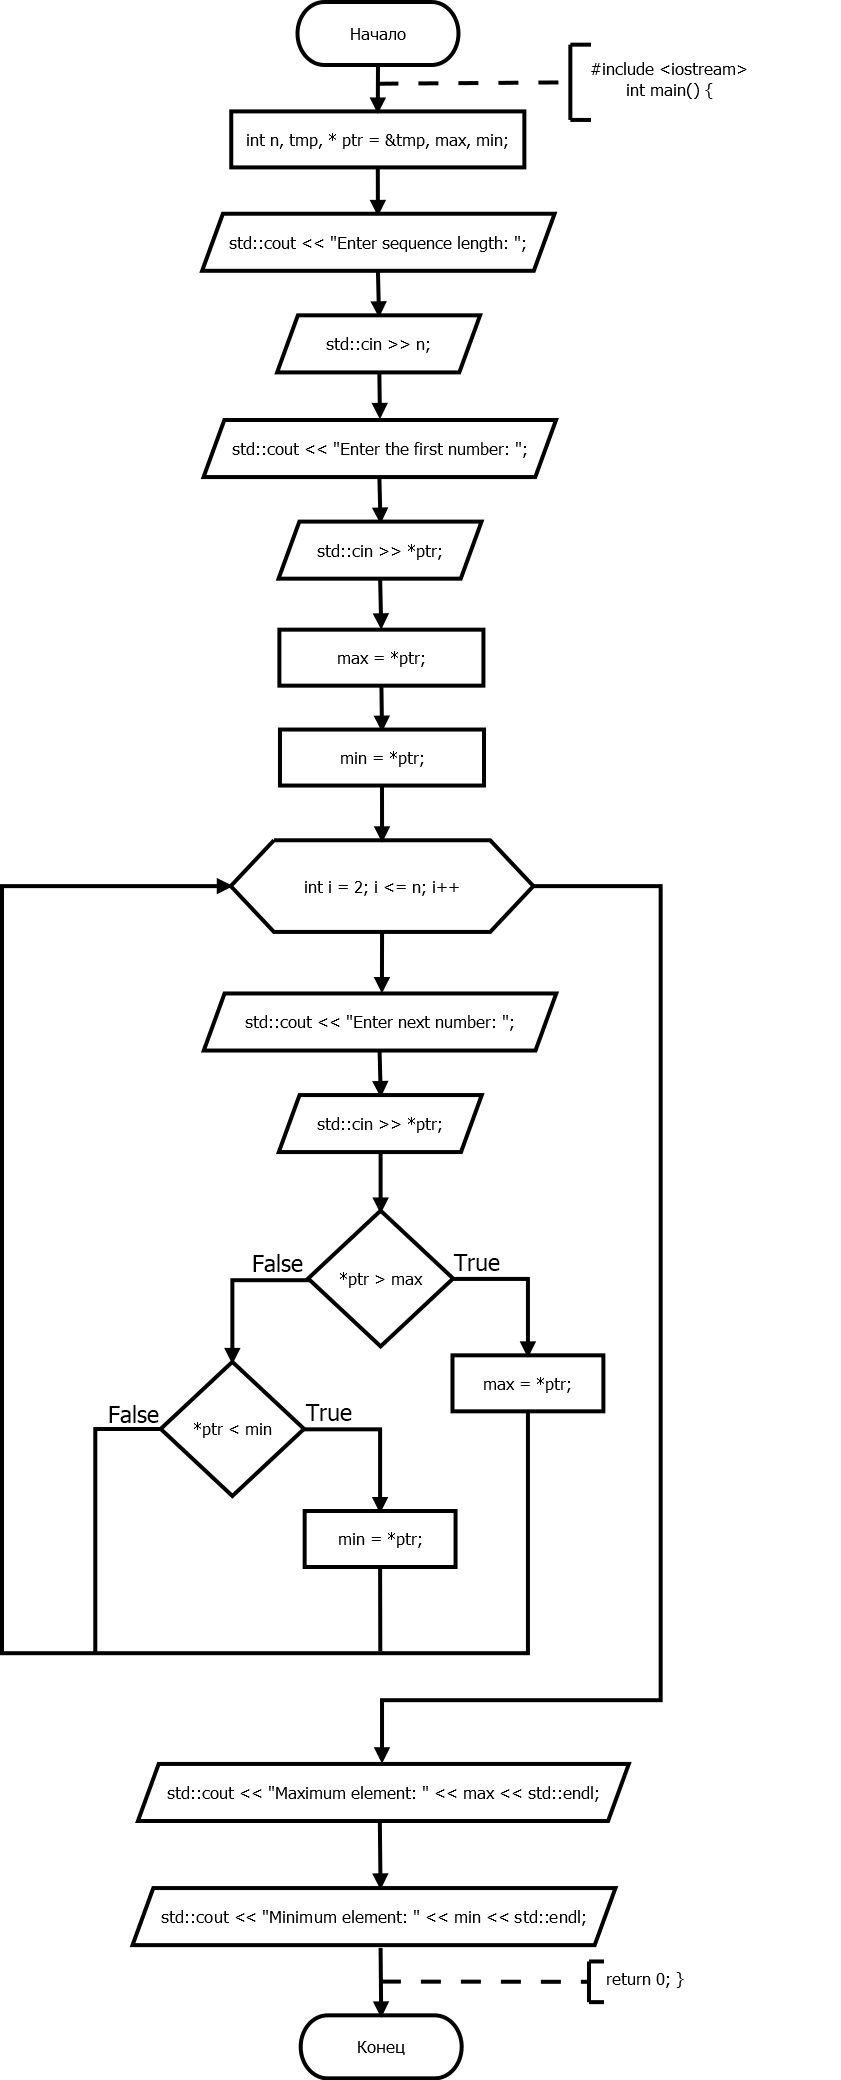 Начало
#include <iostream>
int main() {
int n, tmp, * ptr = &tmp, max, min;
std::cout << "Enter sequence length: ";
std::cin >> n;
std::cout << "Enter the first number: ";
std::cin >> *ptr;
max = *ptr;
min = *ptr;
int i = 2; i <= n; i++
std::cout << "Enter next number: ";
std::cin >> *ptr;
False
True
*ptr > max
max = *ptr;
False
True
*ptr < min
min = *ptr;
std::cout << "Maximum element: " << max << std::endl;
std::cout << "Minimum element: " << min << std::endl;
return 0; }
Конец